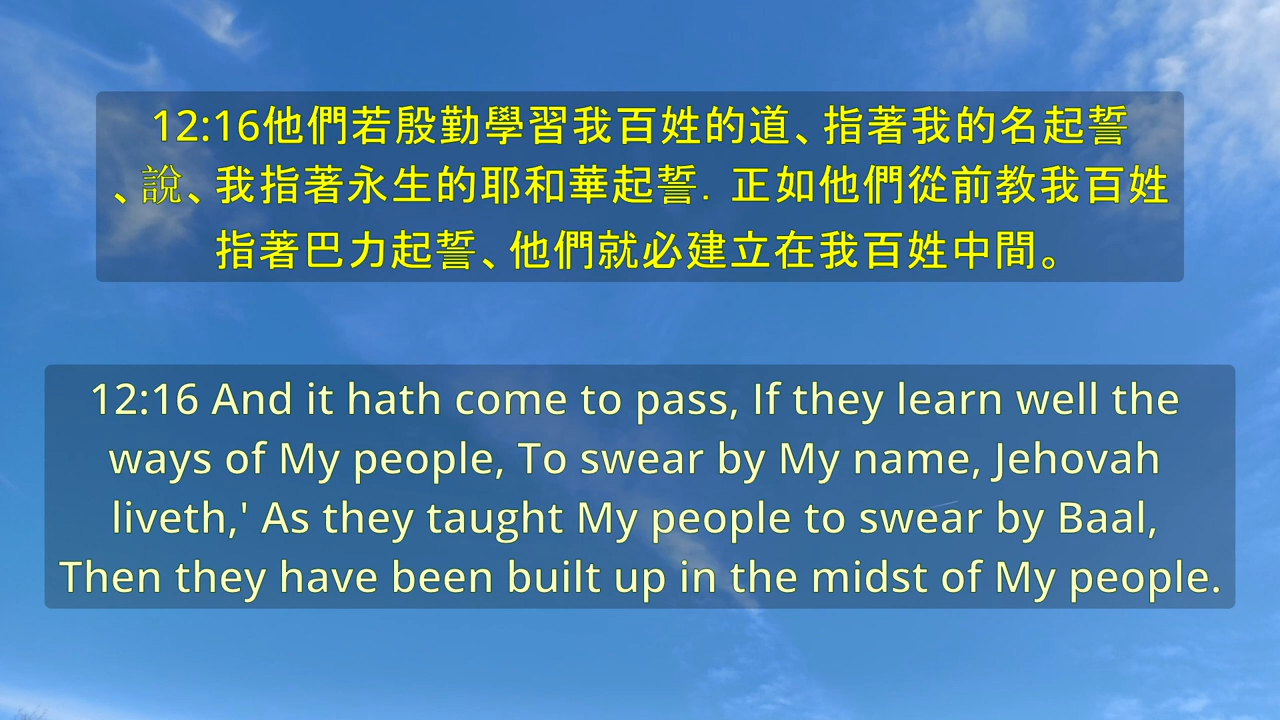 12:16他們若殷勤學習我百姓的道、指著我的名起誓
、說、我指著永生的耶和華起誓．正如他們從前教我百姓
指著巴力起誓、他們就必建立在我百姓中間。
12:16 And it hath come to pass, If they learn well the
ways of My people, To swear by My name, Jehovah
liveth,' As they taught My people to swear by Baal,
Then they have been built up in the midst of My people.